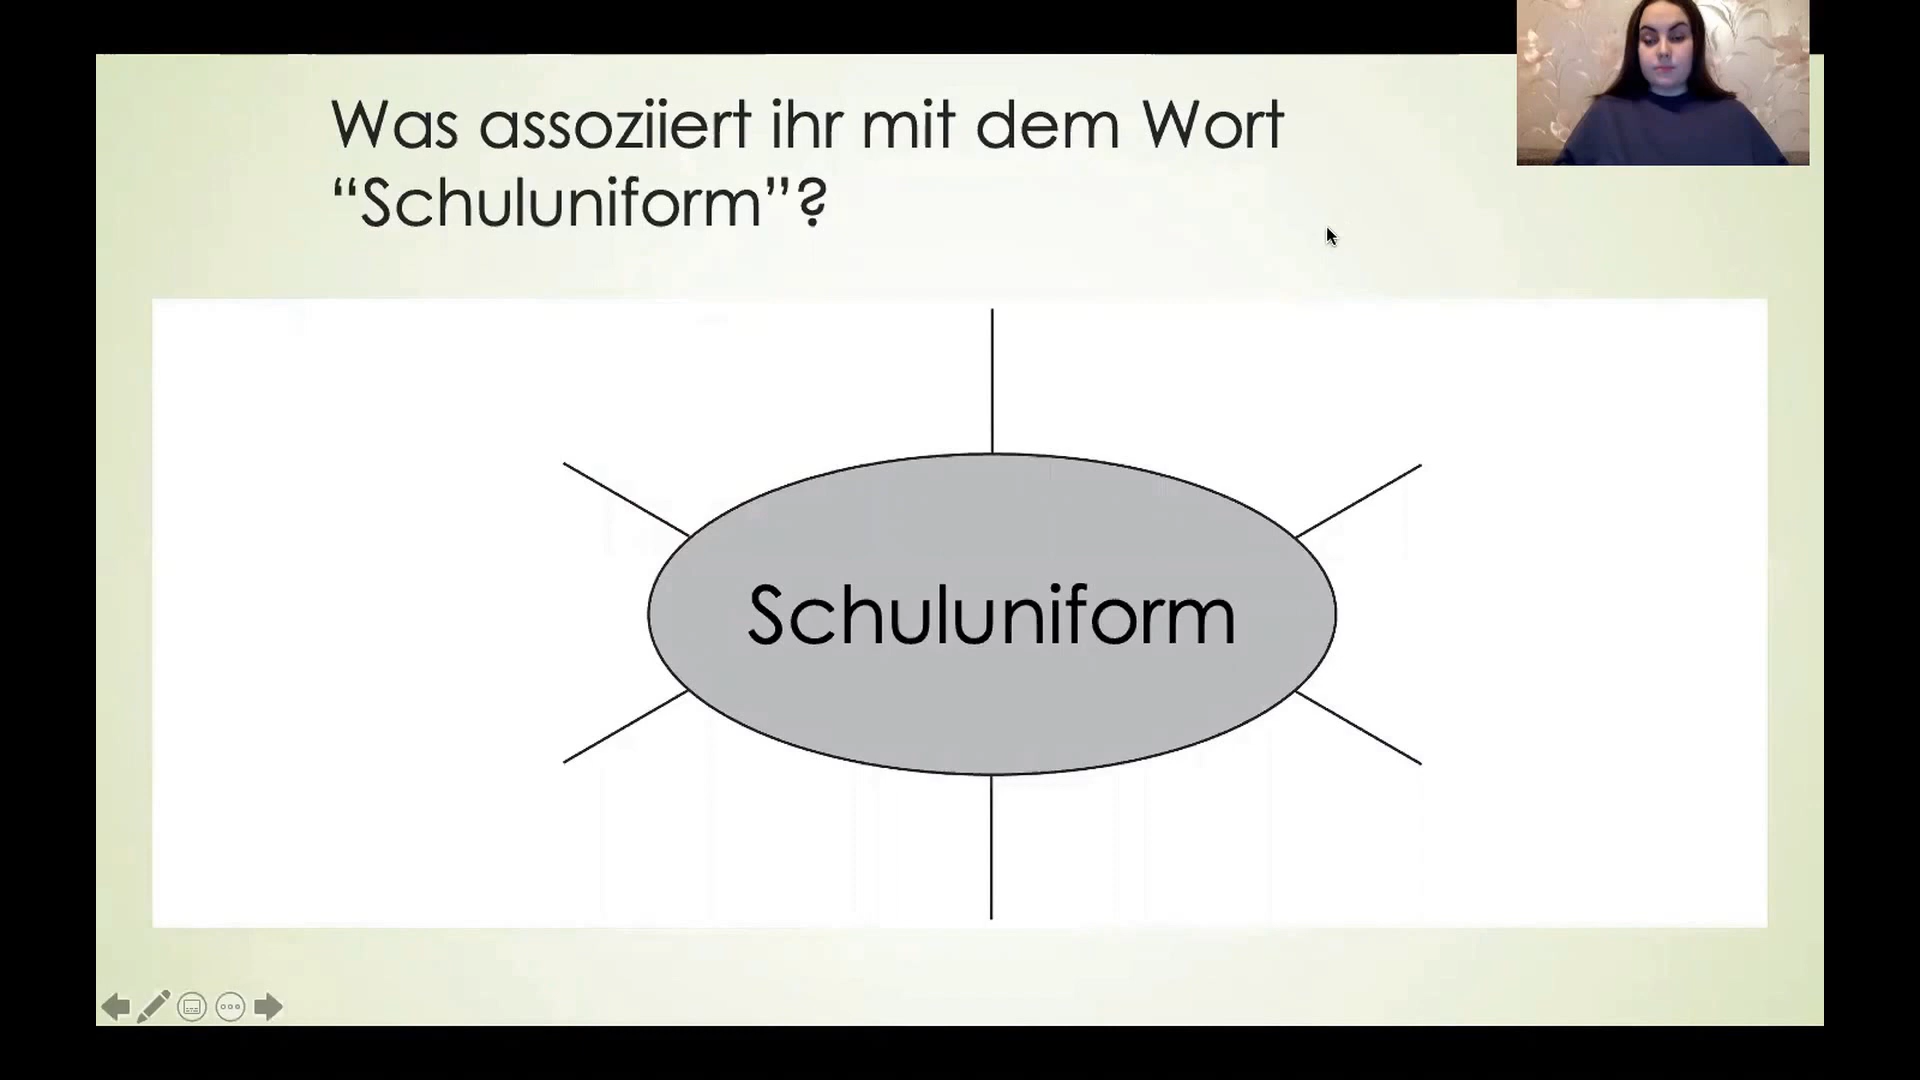 Was assoziiert ihr mit dem Wort
“Schuluniform”?
Schuluniform